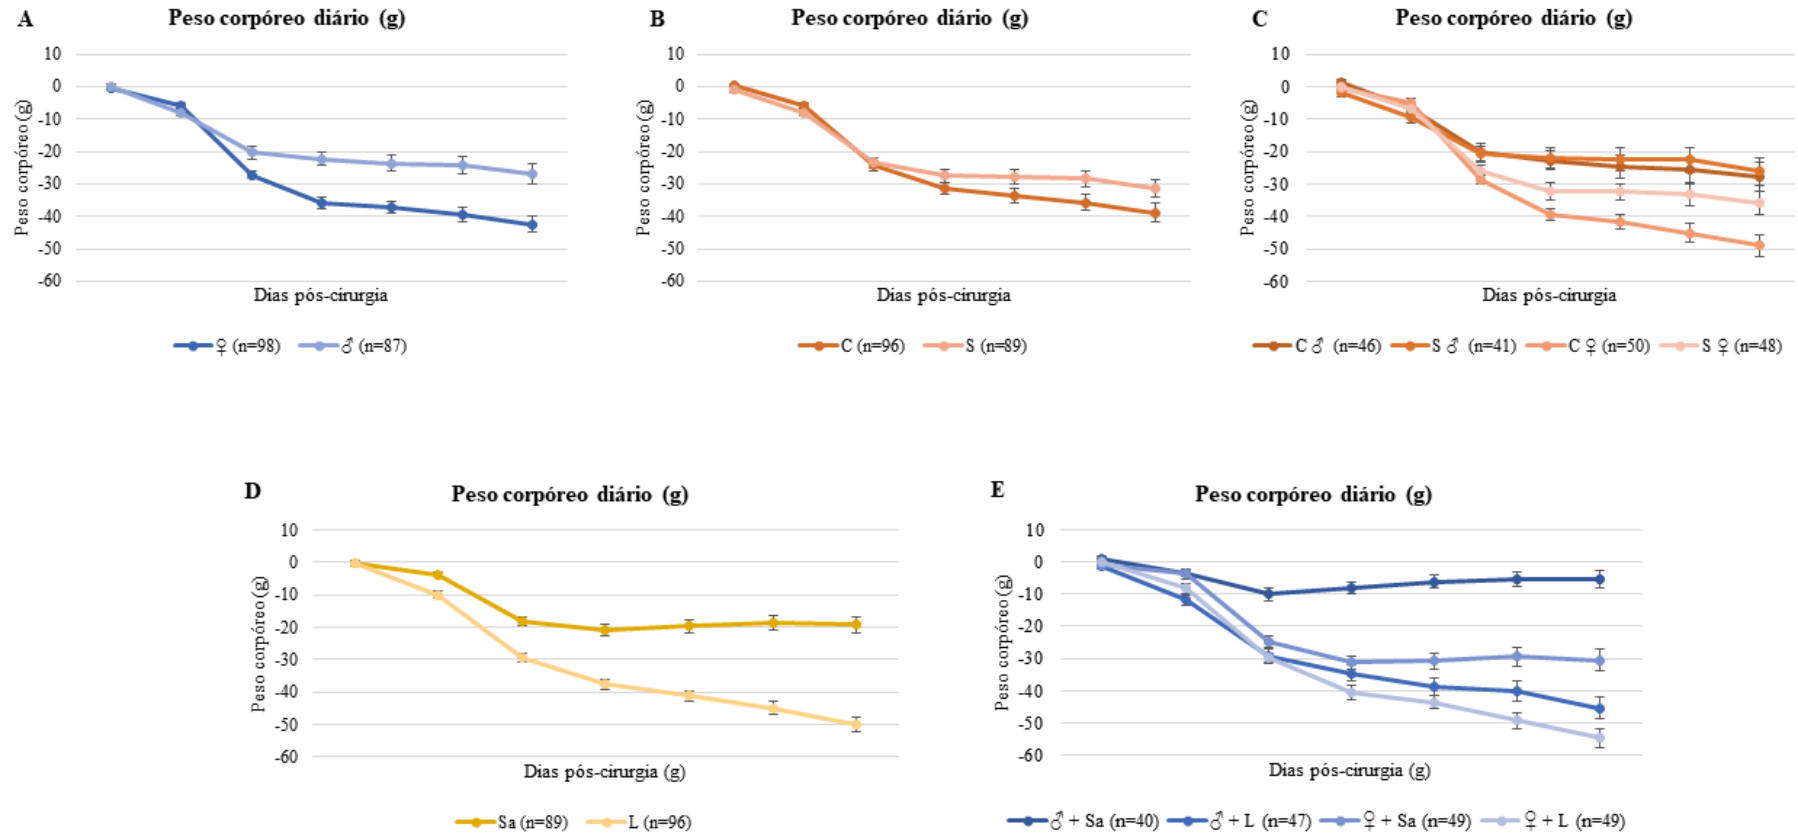 A
Peso corpóreo diário (g)
10
0
-10
-20
-30
-40
-50
-60
Peso corpóreo (g)
Dias pós-cirurgia
♀ (n=98) ♂ (n=87)
B
Peso corpóreo diário (g)
10
0
-10
-20
-30
-40
-50
-60
Peso corpóreo (g)
Dias pós-cirurgia
C (n=96) S (n=89)
C
Peso corpóreo diário (g)
10
0
-10
-20
-30
-40
-50
-60
Peso corpóreo (g)
Dias pós-cirurgia
C ♂ (n=46) S ♂ (n=41) C ♀ (n=50) S ♀ (n=48)
D
Peso corpóreo diário (g)
10
0
-10
-20
-30
-40
-50
-60
Peso corpóreo (g)
Dias pós-cirurgia (g)
Sa (n=89) L (n=96)
E
Peso corpóreo diário (g)
10
0
-10
-20
-30
-40
-50
-60
Peso corpóreo (g)
Dias pós-cirurgia (g)
♂ + Sa (n=40) ♂ + L (n=47) ♀ + Sa (n=49) ♀ + L (n=49)